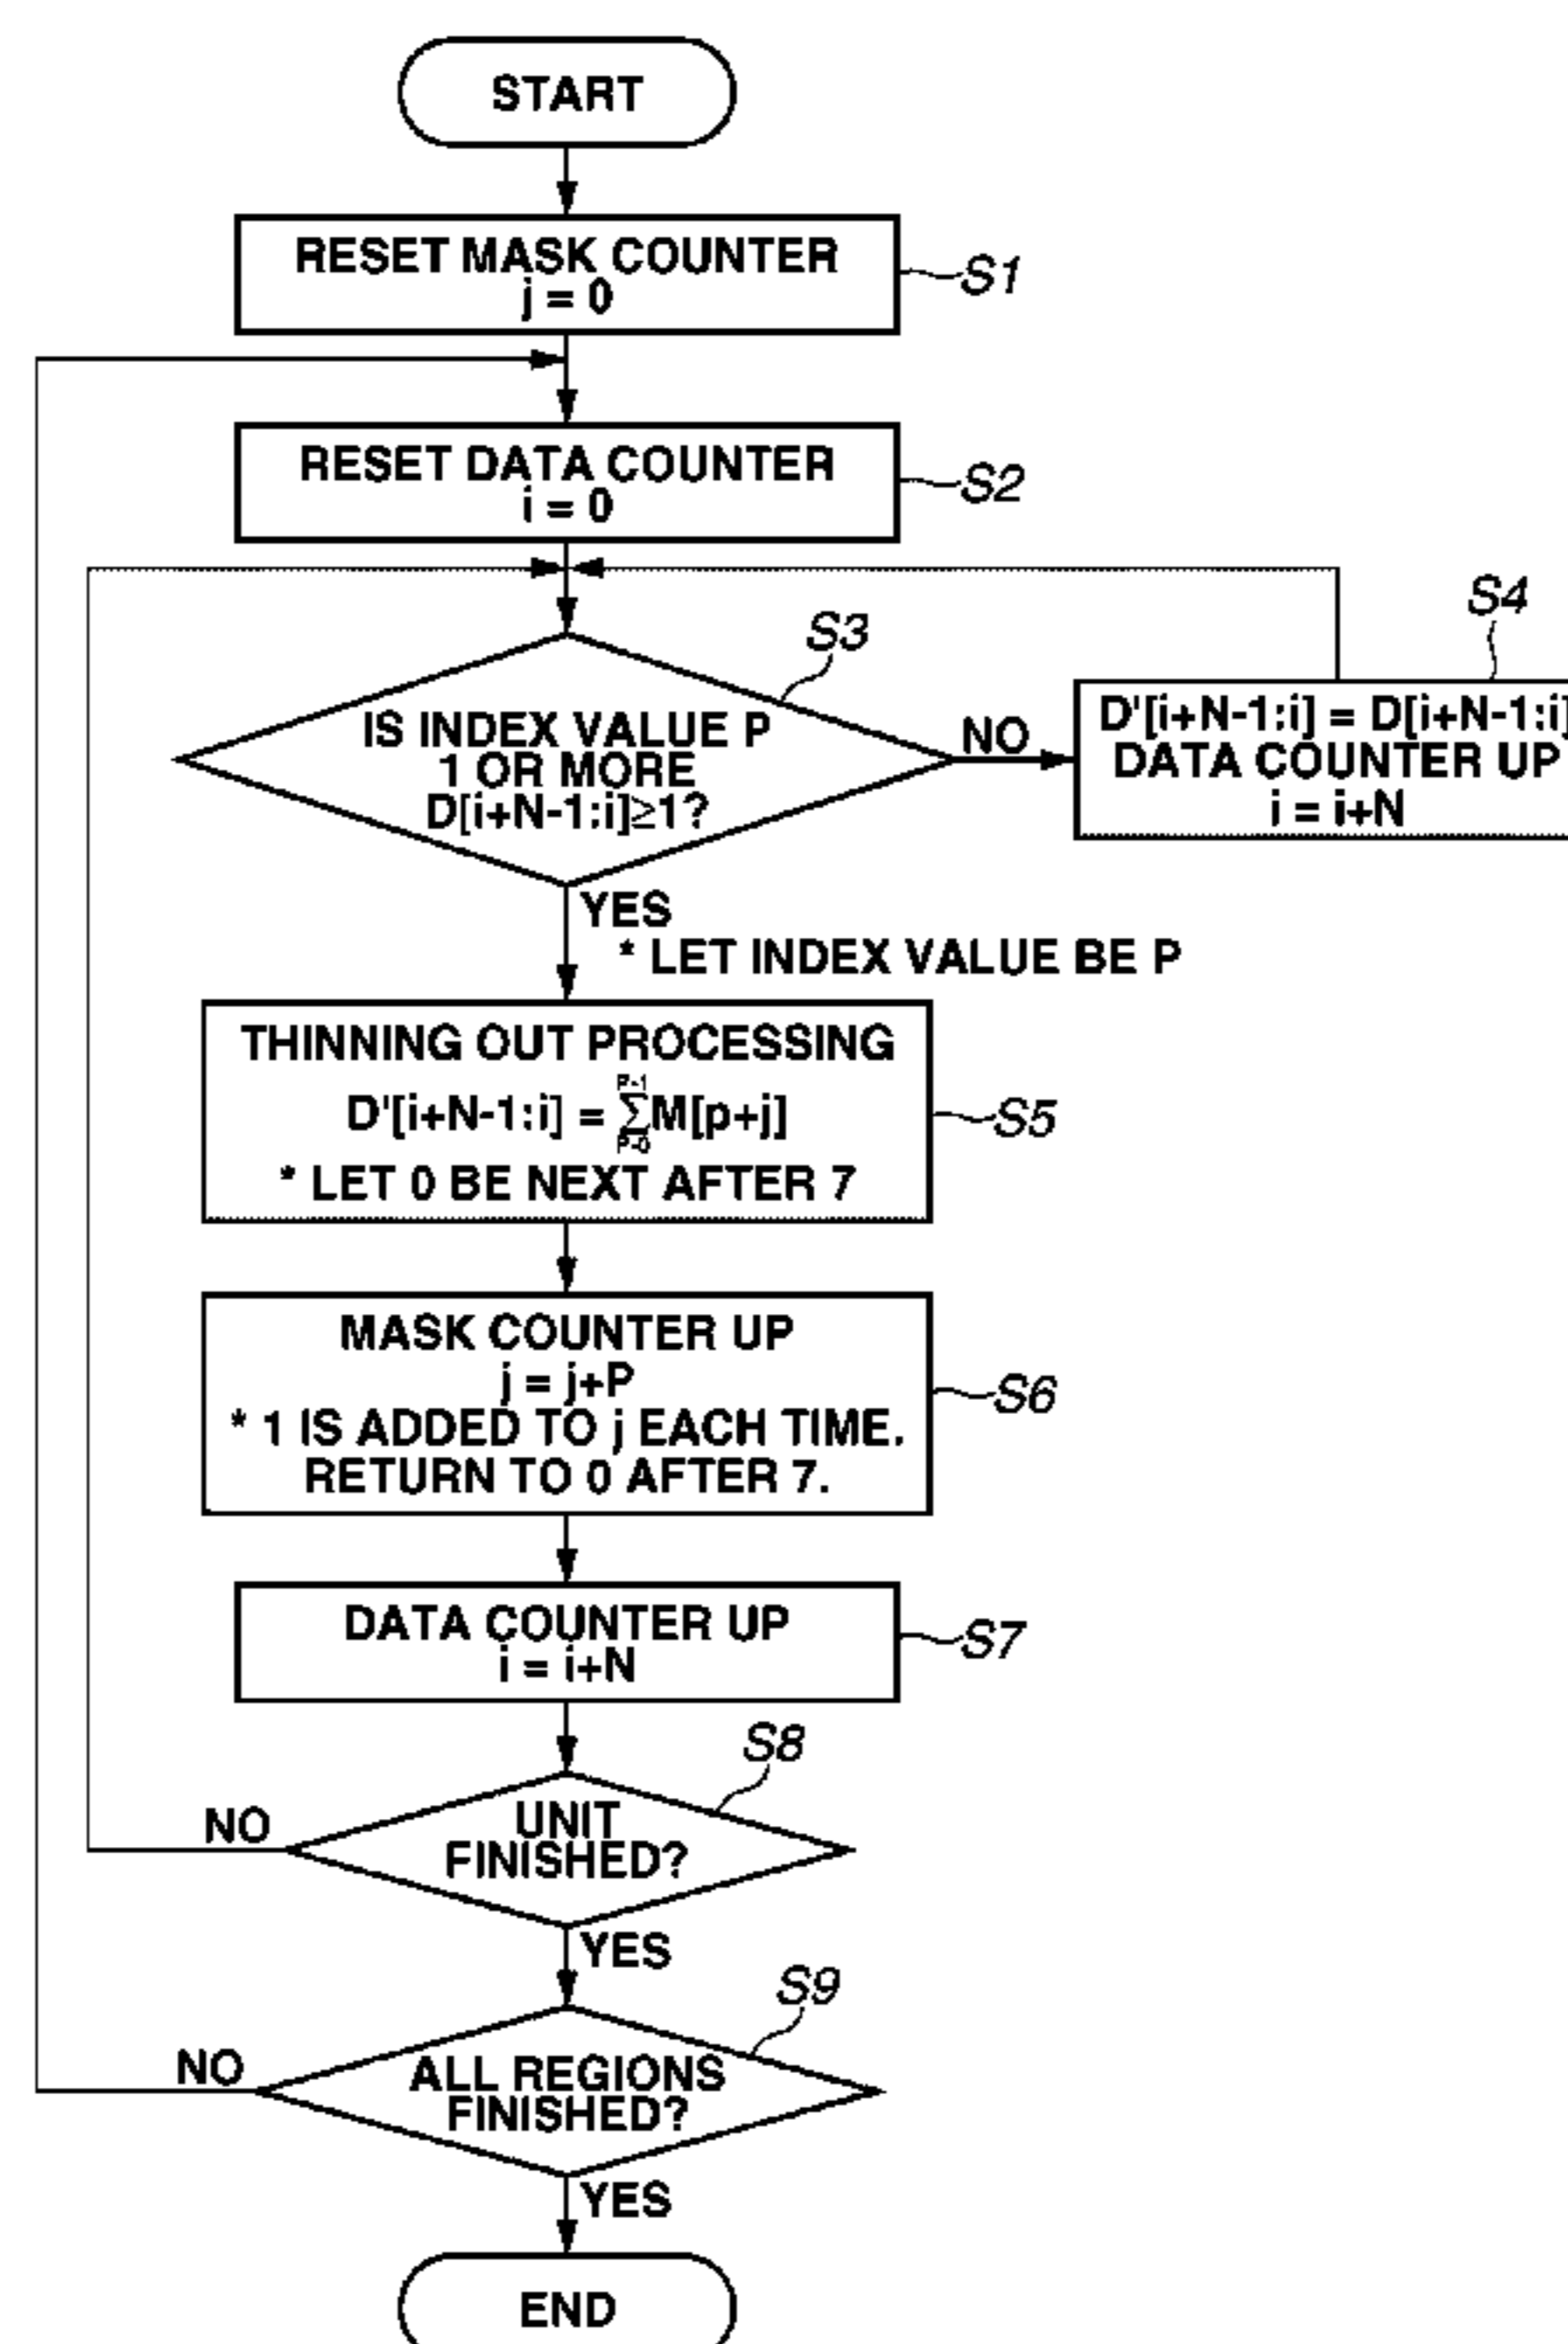 START
RESET MASK COUNTER
j = 0
S1
RESET DATA COUNTER
i = 0
S2
S3
IS INDEX VALUE P
1 OR MORE
D[i+N-1:i]≥1?
NO
S4
D'[i+N-1:i] = D[i+N-1:i]
DATA COUNTER UP
i = i+N
YES
* LET INDEX VALUE BE P
THINNING OUT PROCESSING
P-1
D'[i+N-1:i] = ΣM[p+j]
P-0
* LET 0 BE NEXT AFTER 7
S5
MASK COUNTER UP
j = j+P
* 1 IS ADDED TO j EACH TIME.
RETURN TO 0 AFTER 7.
S6
DATA COUNTER UP
i = i+N
S7
S8
UNIT
FINISHED?
NO
YES
S9
ALL REGIONS
FINISHED?
NO
YES
END